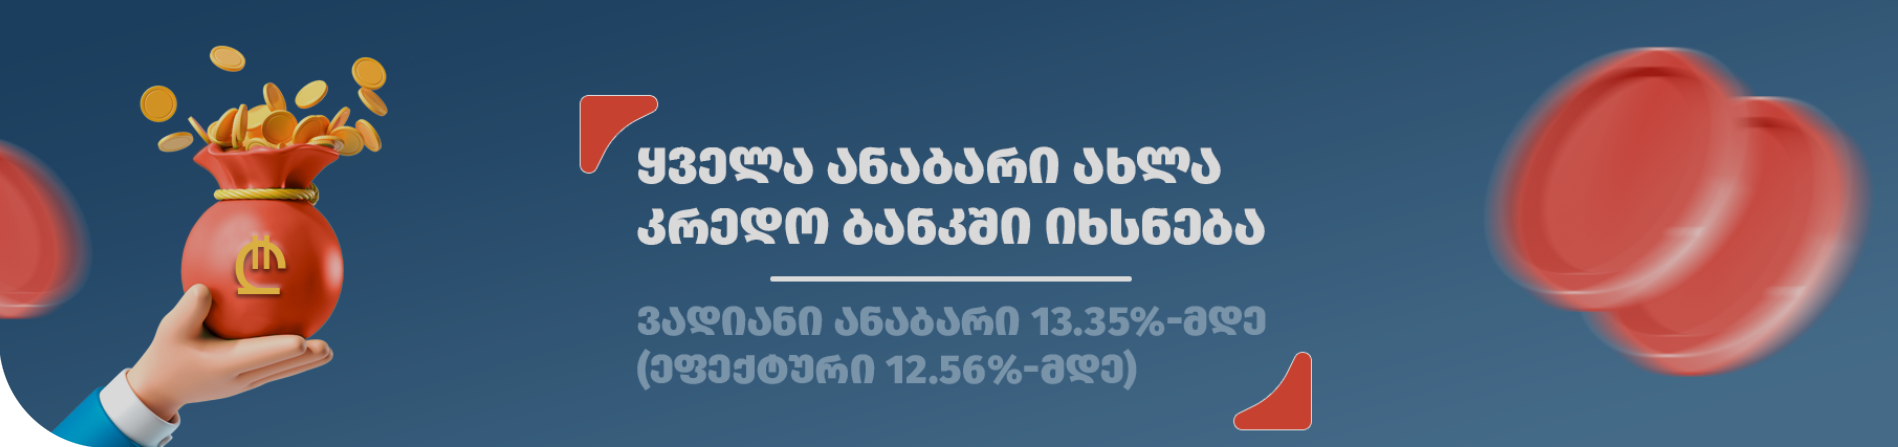 ყველა ანაბარი ახლა
კრედო ბანკში იხსნება
ვადიანი ანაბარი 13.35%-მდე
(ეფექტური 12.56%-მდე)
₾